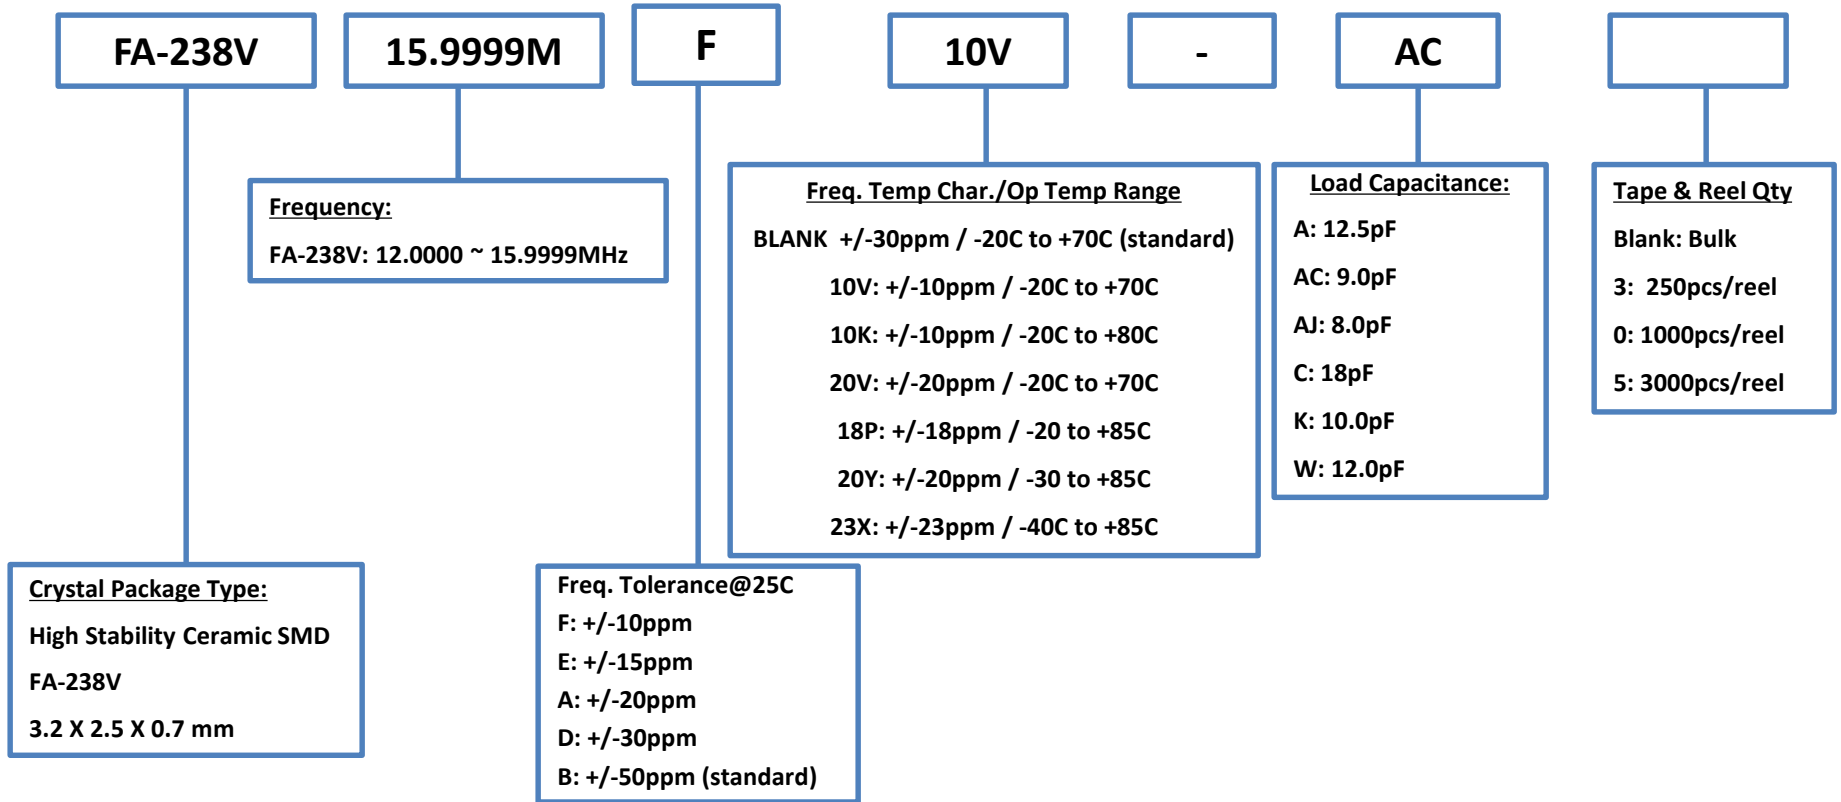 FA-238V
15.9999M
F
10V
-
AC
Frequency:
FA-238V: 12.0000 ~ 15.9999MHz
Freq. Temp Char./Op Temp Range
BLANK +/-30ppm / -20C to +70C (standard)
10V: +/-10ppm / -20C to +70C
10K: +/-10ppm / -20C to +80C
20V: +/-20ppm / -20C to +70C
18P: +/-18ppm / -20 to +85C
20Y: +/-20ppm / -30 to +85C
23X: +/-23ppm / -40C to +85C
Load Capacitance:
A: 12.5pF
AC: 9.0pF
AJ: 8.0pF
C: 18pF
K: 10.0pF
W: 12.0pF
Tape & Reel Qty
Blank: Bulk
3: 250pcs/reel
0: 1000pcs/reel
5: 3000pcs/reel
Crystal Package Type:
High Stability Ceramic SMD
FA-238V
3.2 X 2.5 X 0.7 mm
Freq. Tolerance@25C
F: +/-10ppm
E: +/-15ppm
A: +/-20ppm
D: +/-30ppm
B: +/-50ppm (standard)